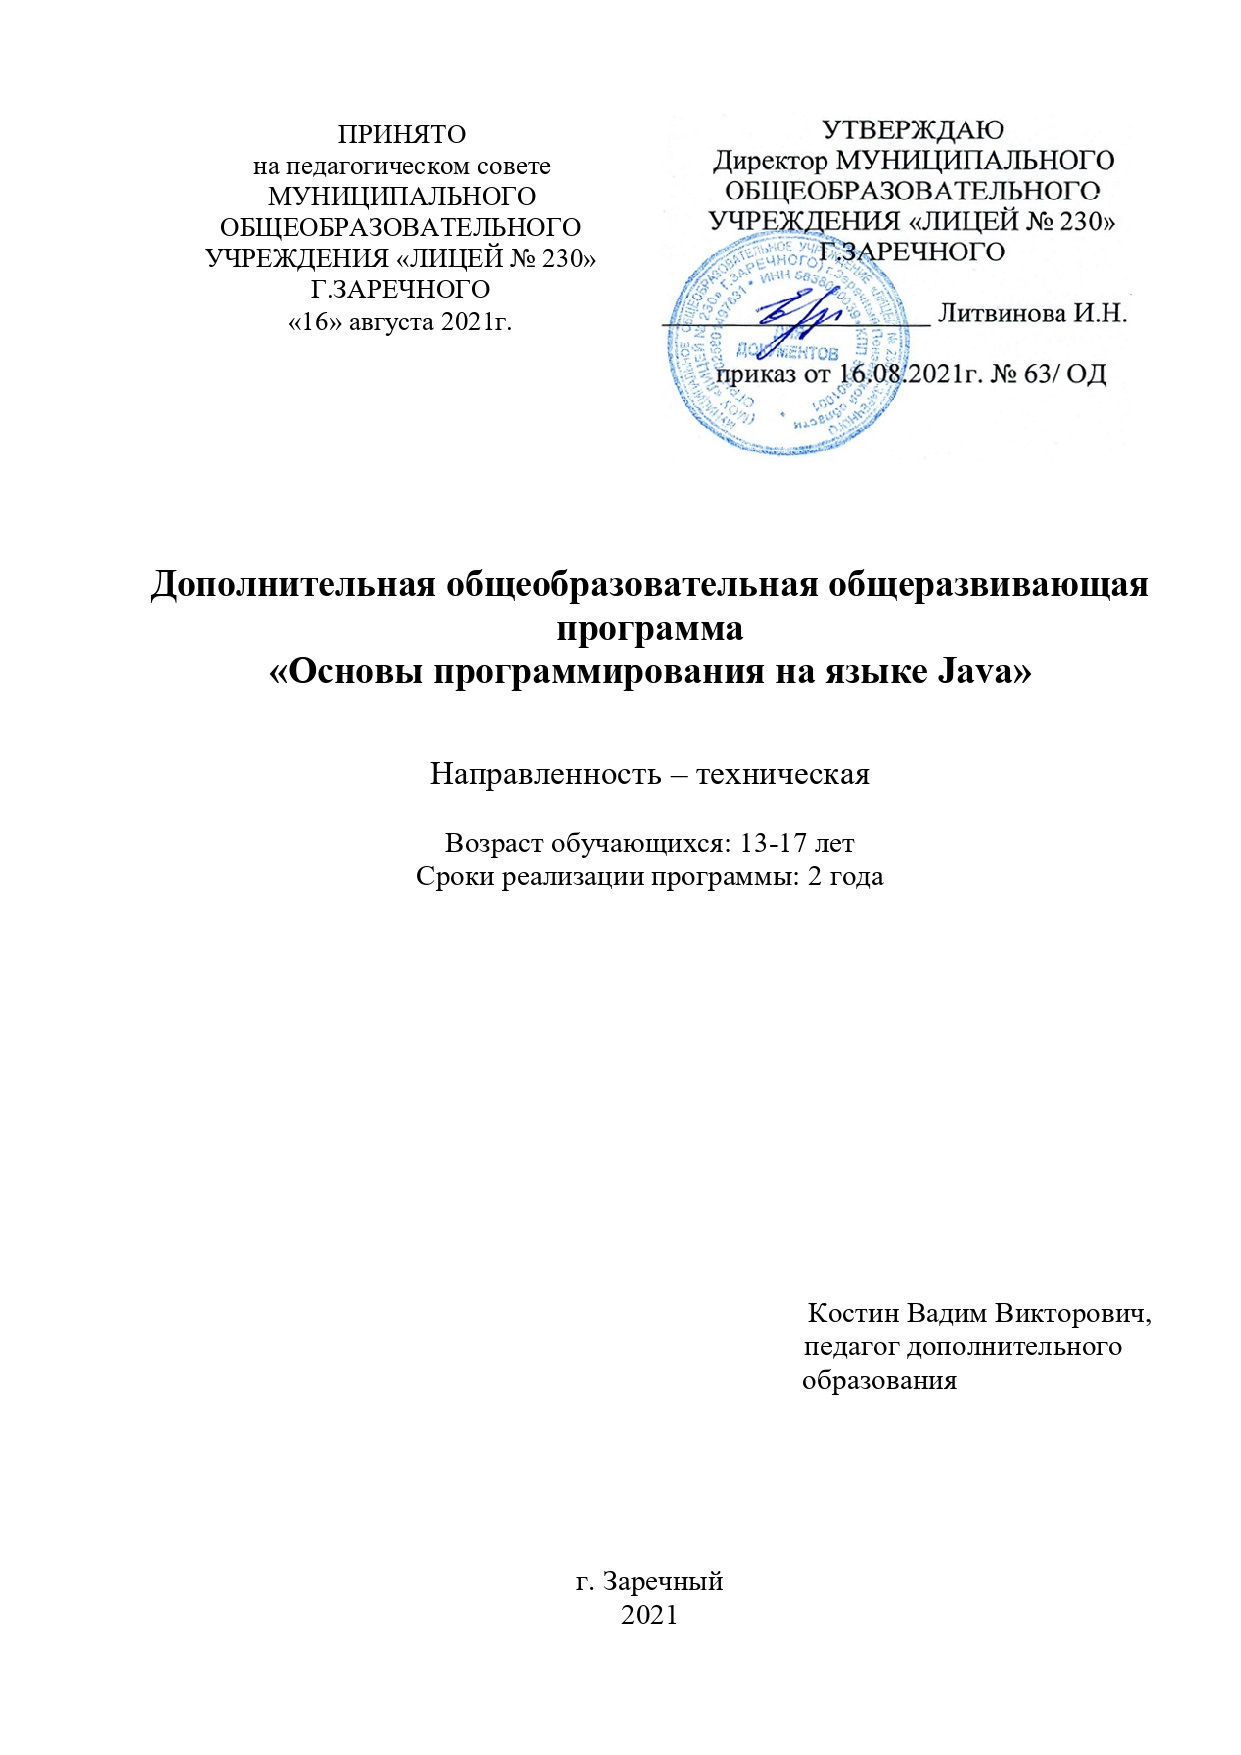 ПРИНЯТО
на педагогическом совете
МУНИЦИПАЛЬНОГО
ОБЩЕОБРАЗОВАТЕЛЬНОГО
УЧРЕЖДЕНИЯ «ЛИЦЕЙ № 230»
Г.ЗАРЕЧНОГО
«16» августа 2021г.
УТВЕРЖДАЮ
Директор МУНИЦИПАЛЬНОГО
ОБЩЕОБРАЗОВАТЕЛЬНОГО
УЧРЕЖДЕНИЯ «ЛИЦЕЙ № 230»
Г.ЗАРЕЧНОГО
Литвинова И.Н.
приказ от 16.08.2021г. № 63/ ОД
ДЛЯ
ДОКУМЕНТОВ
Дополнительная общеобразовательная общеразвивающая
программа
«Основы программирования на языке Java»
Направленность – техническая
Возраст обучающихся: 13-17 лет
Сроки реализации программы: 2 года
Костин Вадим Викторович,
педагог дополнительного
образования
г. Заречный
2021